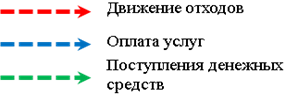 Движение отходов
Оплата услуг
Поступления денежных
средств